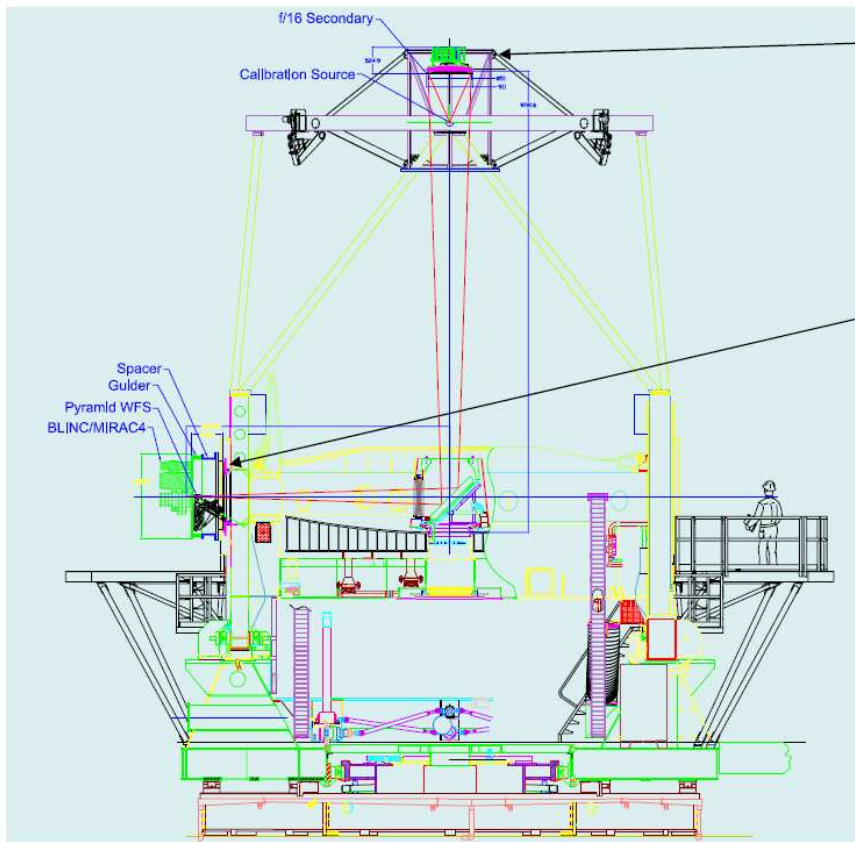 f/16 Secondary
Calibration Source
Spacer
Guider
Pyramid WFS
BLINC/MIRAC4